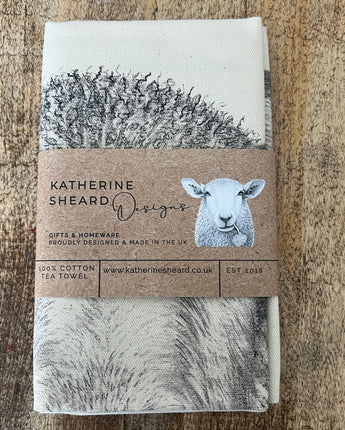 KATHERINE
SHEARD Designs
GIFTS & HOMEWARE
PROUDLY DESIGNED & MADE IN THE UK
100% COTTON
TEA TOWEL
www.katherinesheard.co.uk
EST 2018